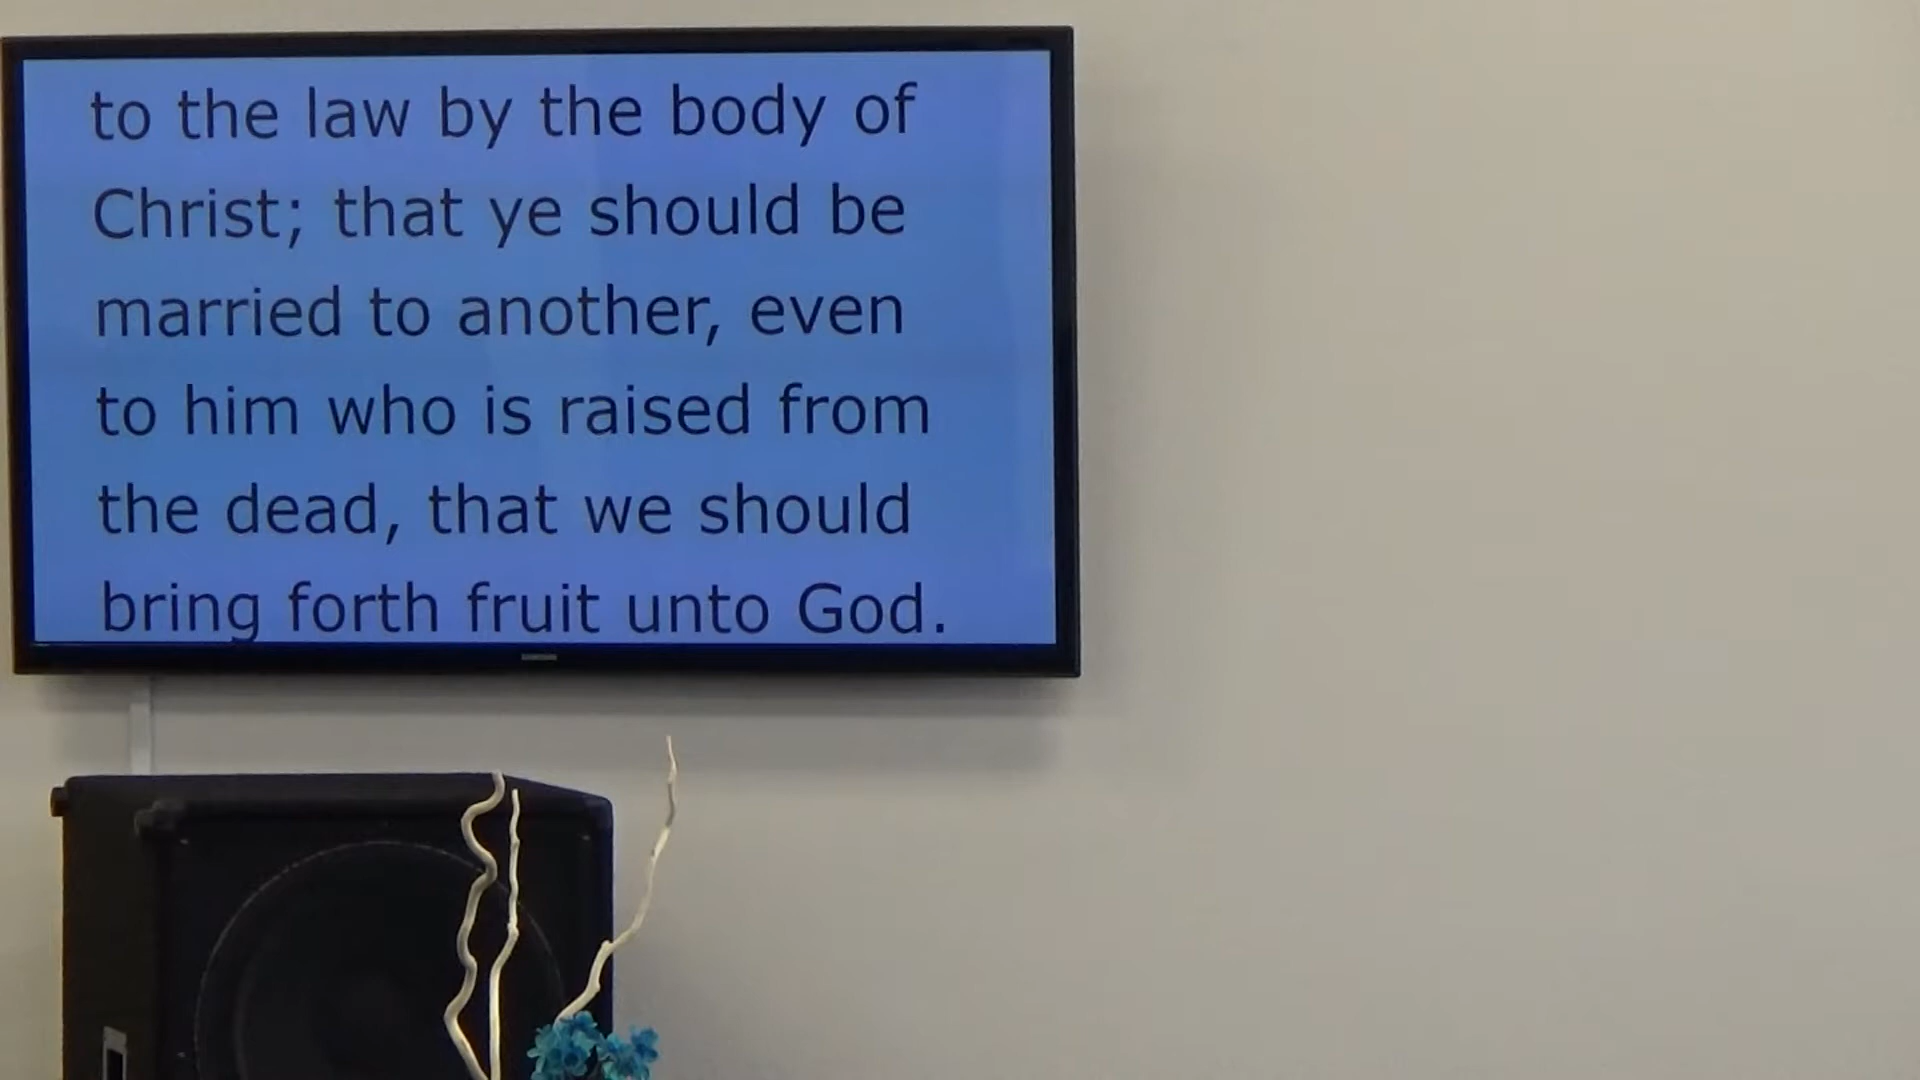 to the law by the body of
Christ; that ye should be
married to another, even
to him who is raised from
the dead, that we should
bring forth fruit unto God.